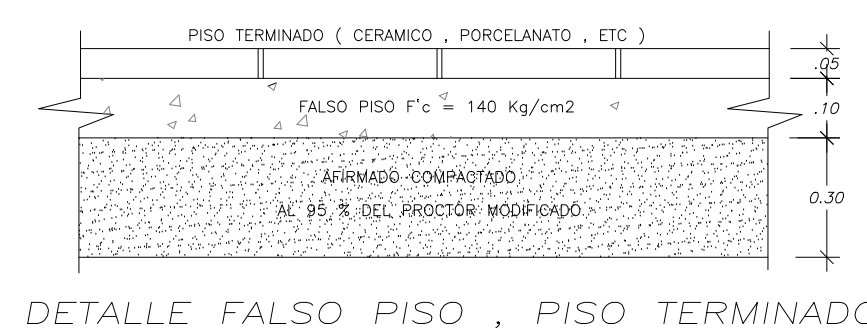 PISO TERMINADO ( CERAMICO , PORCELANATO , ETC )
.05
FALSO PISO F'c = 140 Kg/cm2
.10
AFIRMADO COMPACTADO
0.30
AL 95 % DEL PROCTOR MODIFICADO
DETALLE FALSO PISO , PISO TERMINADO